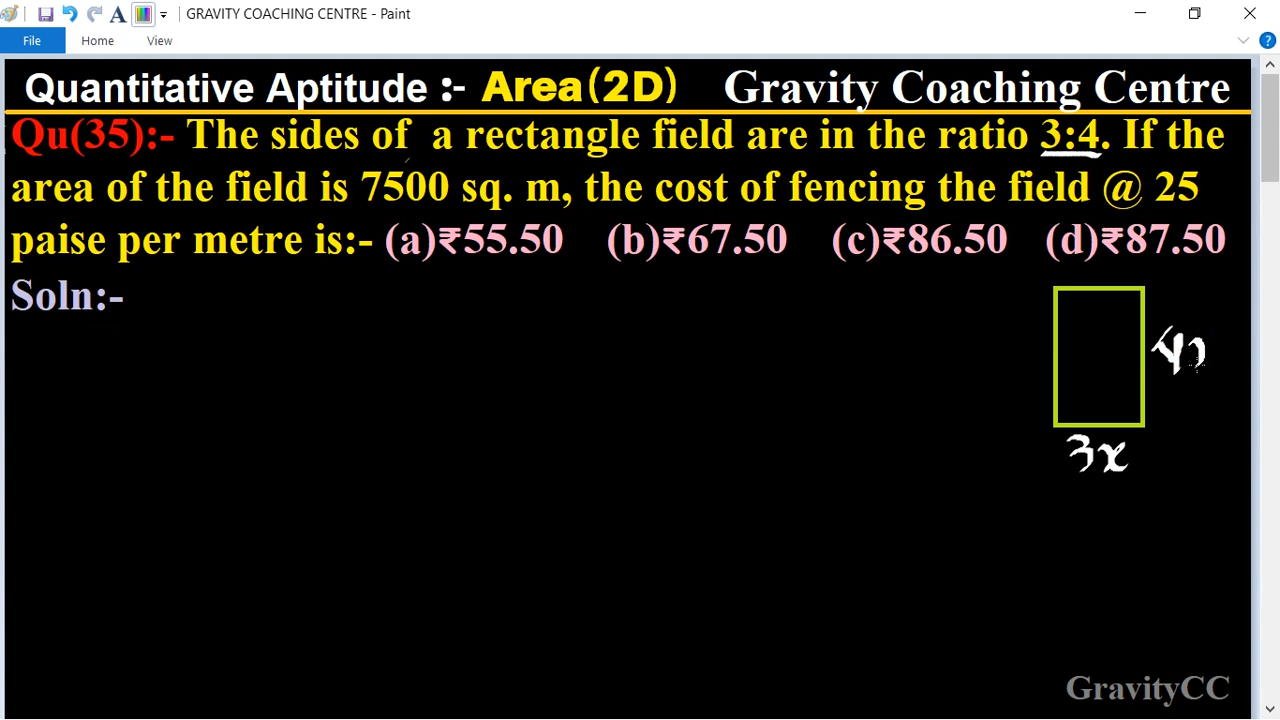 GRAVITY COACHING CENTRE - Paint
File Home View
Quantitative Aptitude :- Area(2D) Gravity Coaching Centre
Qu(35):- The sides of a rectangle field are in the ratio 3:4. If the
area of the field is 7500 sq. m, the cost of fencing the field @ 25
paise per metre is:- (a)₹55.50 (b)₹67.50 (c)₹86.50 (d)₹87.50
Soln:-
3x
GravityCC